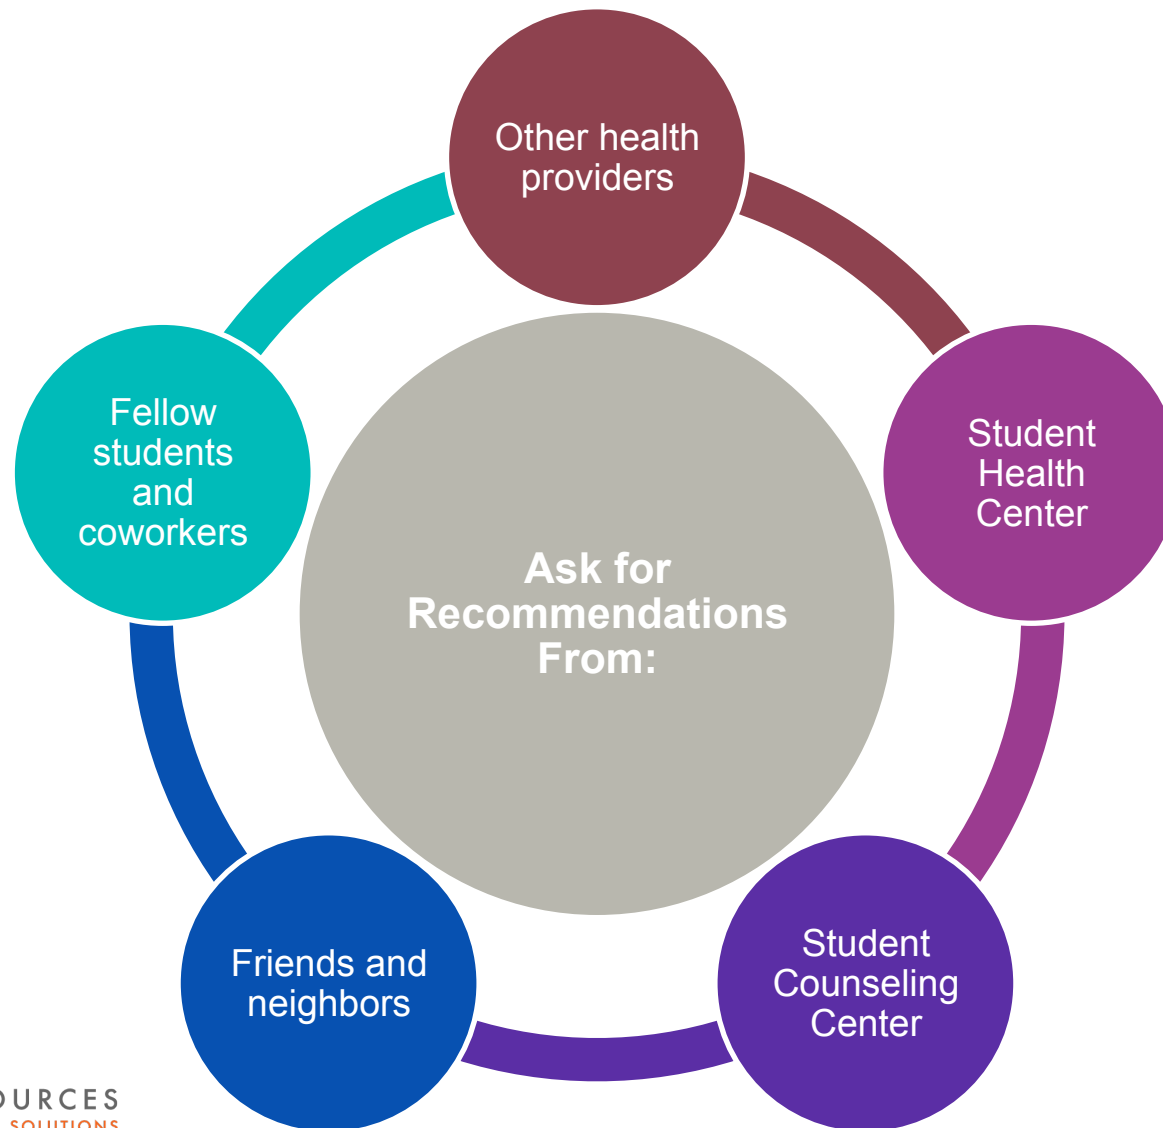 Other health
providers
Student
Health
Center
Student
Counseling
Center
Friends and
neighbors
Fellow
students
and
coworkers
Ask for
Recommendations
From:
OURCES
SOLUTIONS